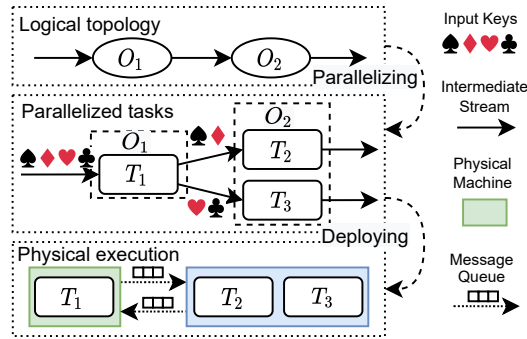 Logical topology
O1
O2
Parallelizing
Parallelized tasks
O1
O2
♠♦♥♣
♠♦
T1
T2
♥♣
T3
Deploying
Physical execution
T1
T2
T3
Input Keys
♠♦♥♣
Intermediate
Stream
Physical
Machine
Message
Queue